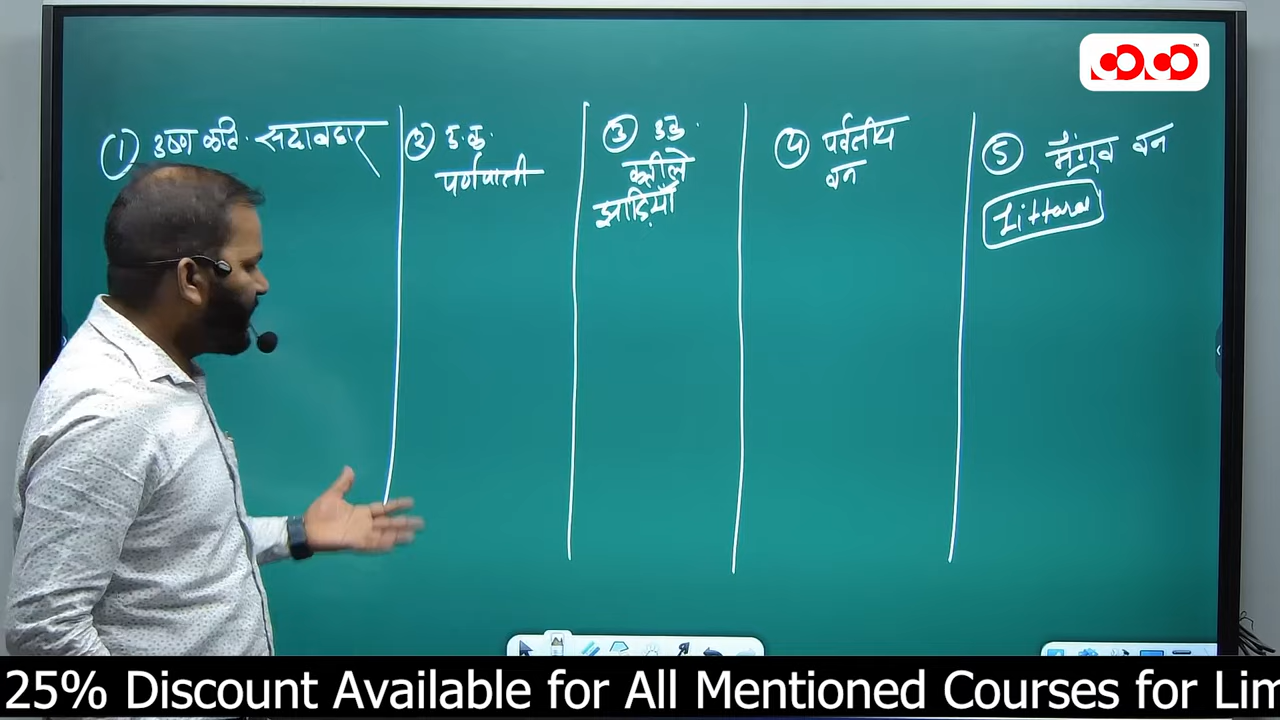 ① उष्ण कटि. सदाबहार
② उ.क.
पर्णपाती
③ उ.क.
कटीले
झाड़ियाँ
④ पर्वतीय
वन
⑤ मैंग्रुव वन
Littoral
25% Discount Available for All Mentioned Courses for Lim